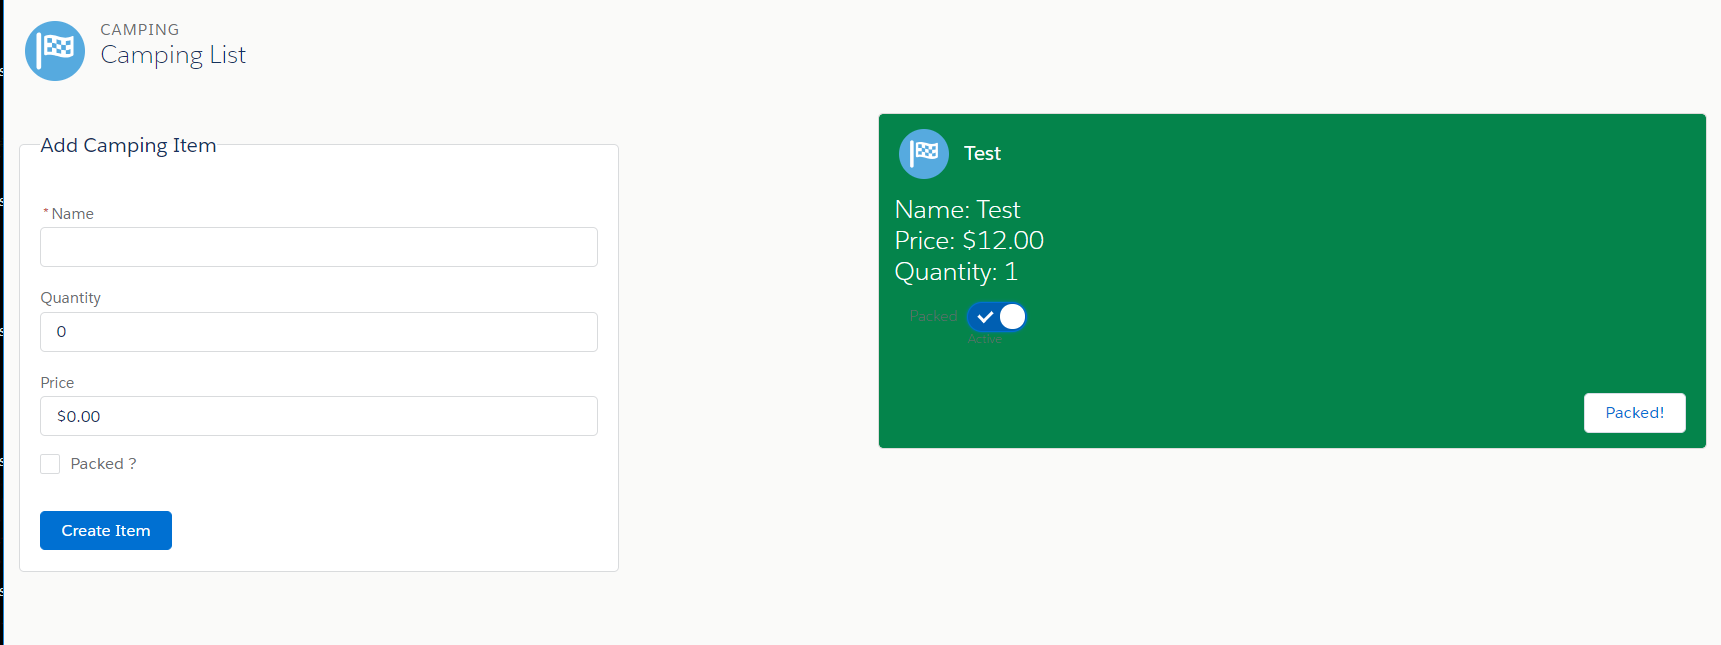 CAMPING
Camping List
Add Camping Item
* Name
Quantity
0
Price
$0.00
Packed ?
Create Item
Test
Name: Test
Price: $12.00
Quantity: 1
Packed
Active
Packed!